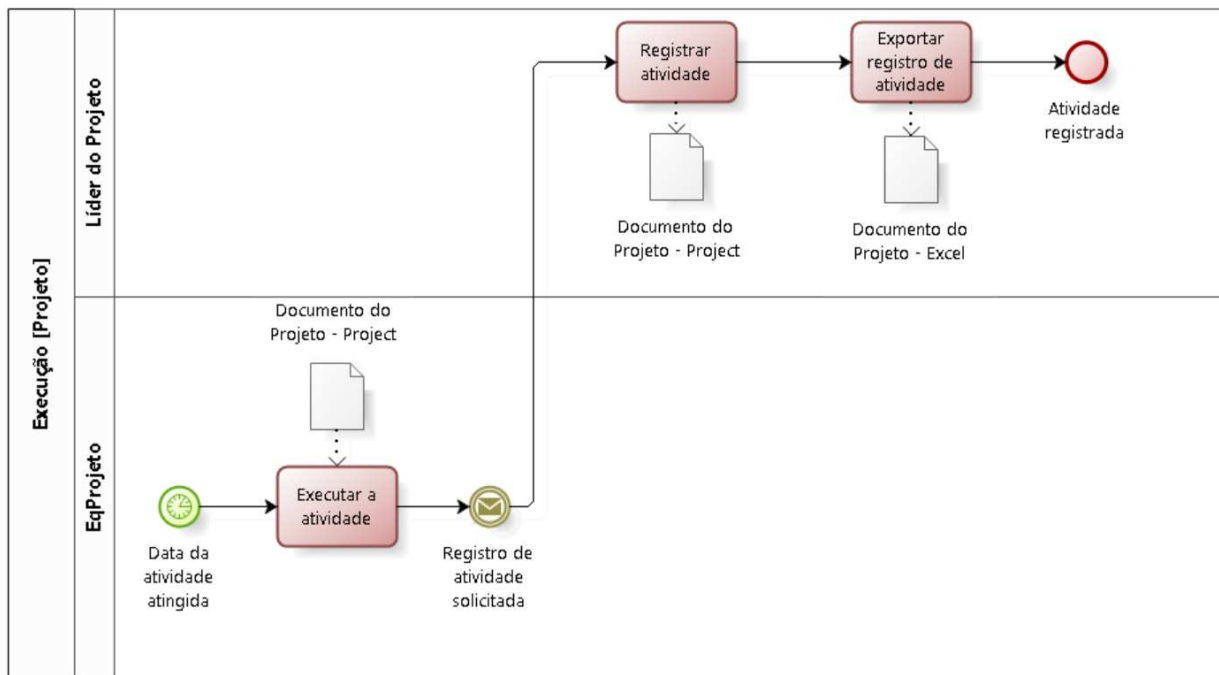 Execução [Projeto]
Líder do Projeto
Registrar
atividade
Exportar
registro de
atividade
Atividade
registrada
Documento do
Projeto - Project
Documento do
Projeto - Excel
EqProjeto
Documento do
Projeto - Project
Data da
atividade
atingida
Executar a
atividade
Registro de
atividade
solicitada